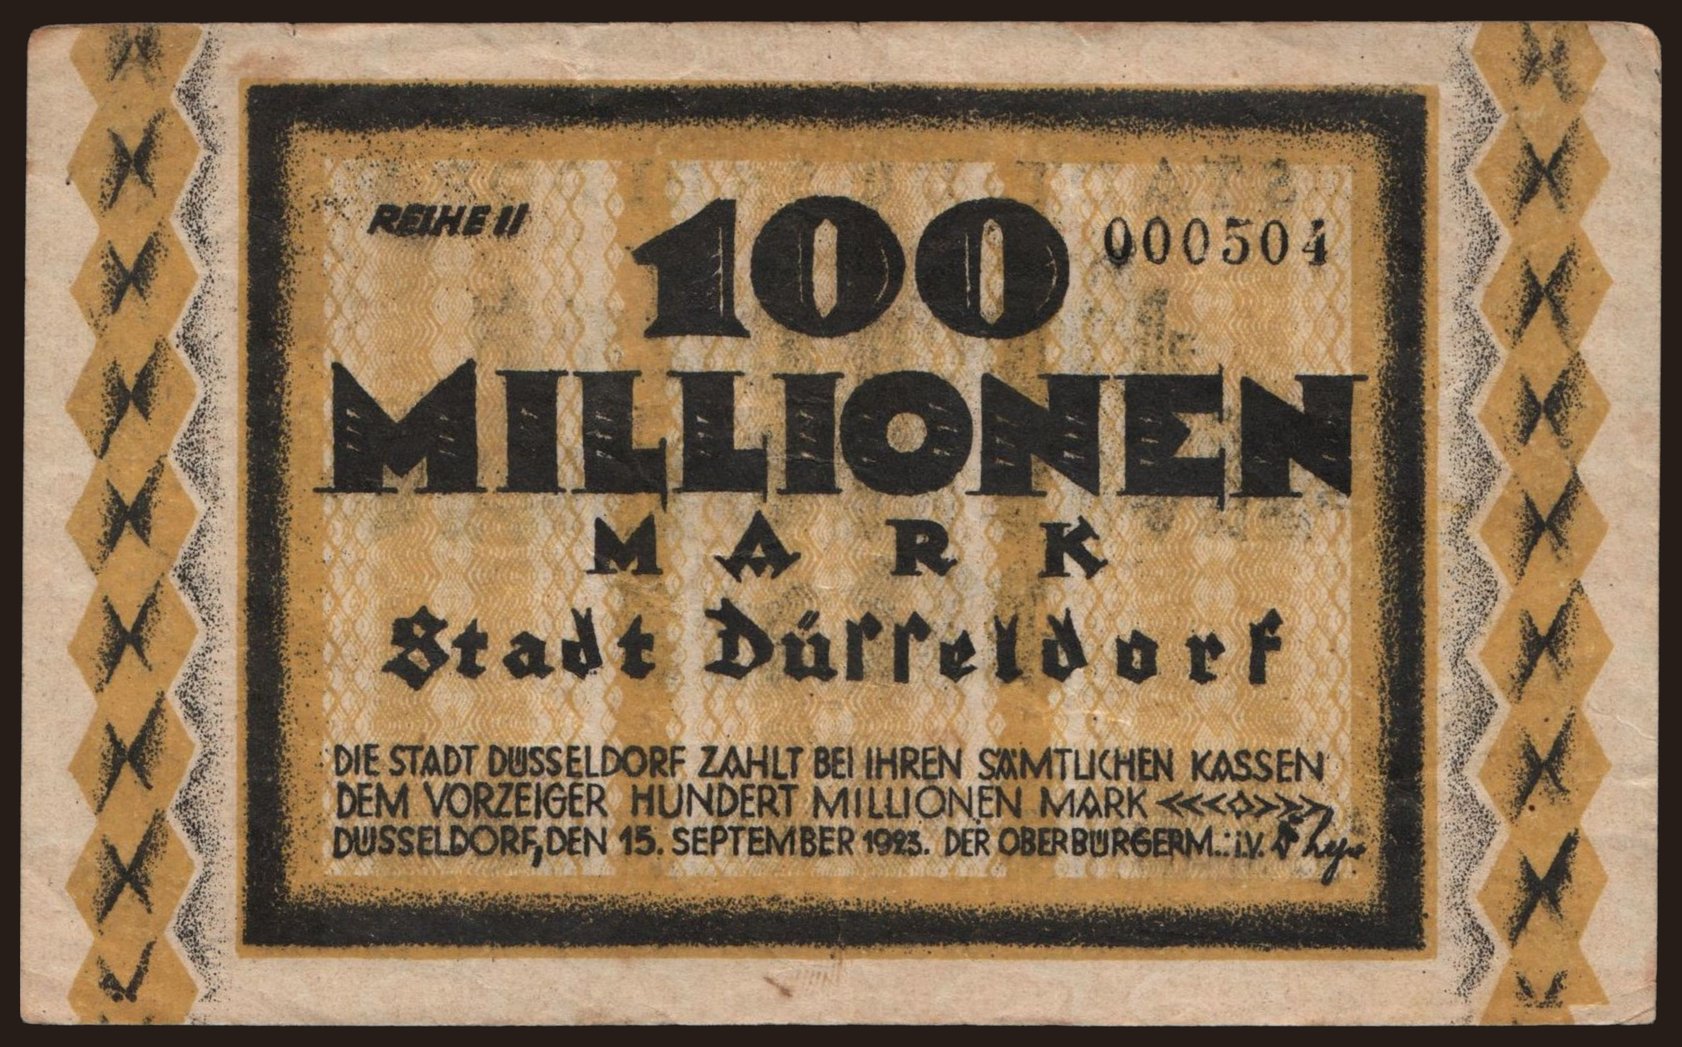 REIHE II
100
000504
MILLIONEN
MARK
Stadt Düsseldorf
DIE STADT DÜSSELDORF ZAHLT BEI IHREN SÄMTLICHEN KASSEN
DEM VORZEIGER HUNDERT MILLIONEN MARK <<<◇>>>
DÜSSELDORF, DEN 15. SEPTEMBER 1923. DER OBERBÜRGERM.: i.V.